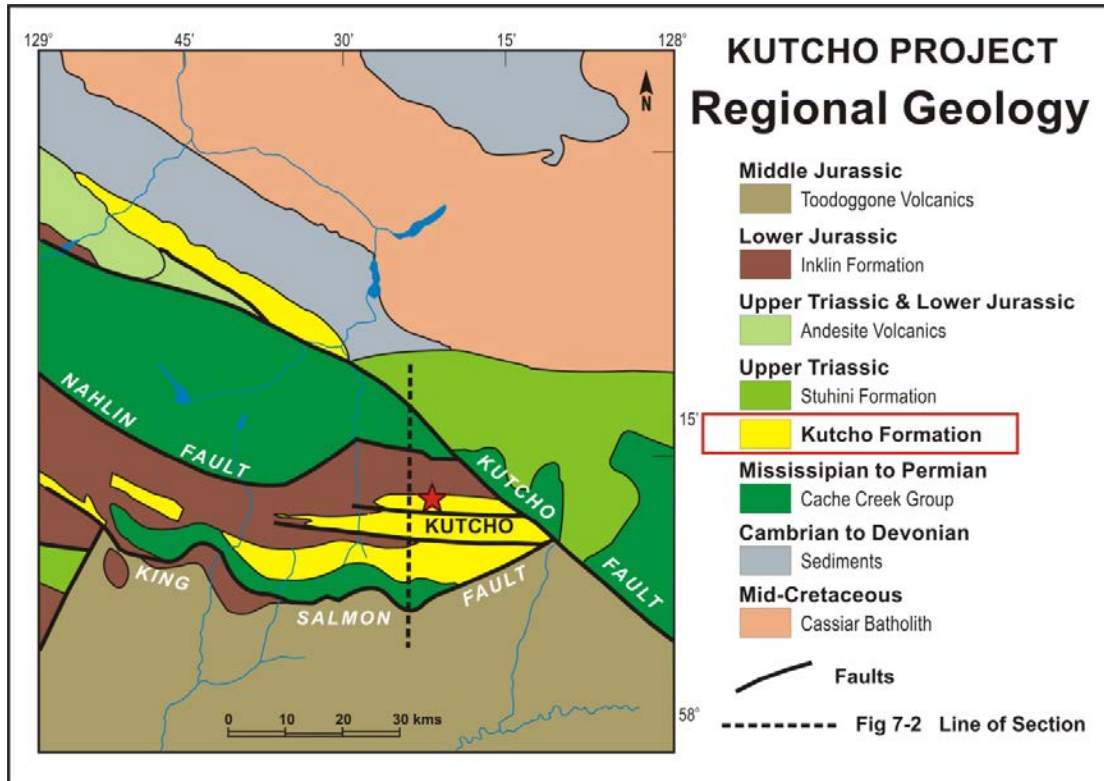 129° 45' 30' 15' 128°
KUTCHO PROJECT
Regional Geology
N
Middle Jurassic
Toodoggone Volcanics
Lower Jurassic
Inklin Formation
Upper Triassic & Lower Jurassic
Andesite Volcanics
Upper Triassic
Stuhini Formation
Kutcho Formation
Mississipian to Permian
Cache Creek Group
Cambrian to Devonian
Sediments
Mid-Cretaceous
Cassiar Batholith
Faults
Fig 7-2 Line of Section
NAHLIN FAULT
KUTCHO FAULT
KUTCHO
KING SALMON FAULT
15'
58°
0 10 20 30 kms